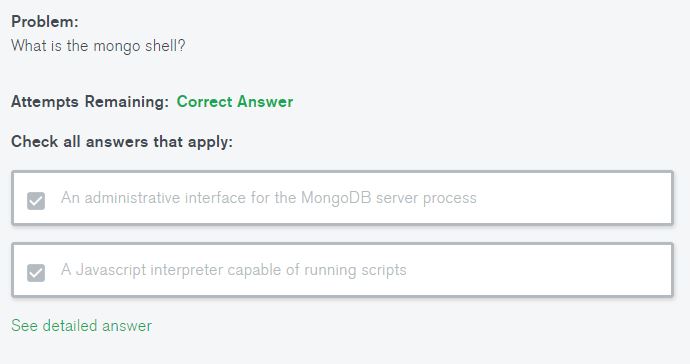 Problem:
What is the mongo shell?
Attempts Remaining: Correct Answer
Check all answers that apply:
An administrative interface for the MongoDB server process
A Javascript interpreter capable of running scripts
See detailed answer